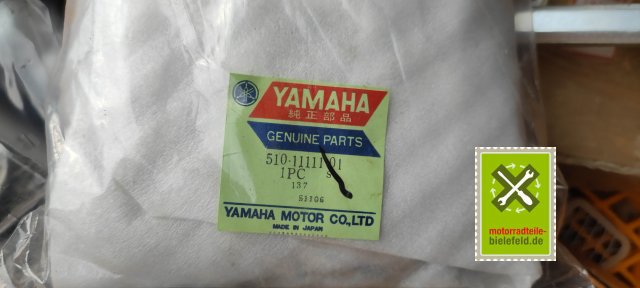 YAMAHA
純正部品
GENUINE PARTS
510-11111-01
1PC S
137
S1106
YAMAHA MOTOR CO.,LTD
MADE IN JAPAN
motorradteile-
bielefeld.de